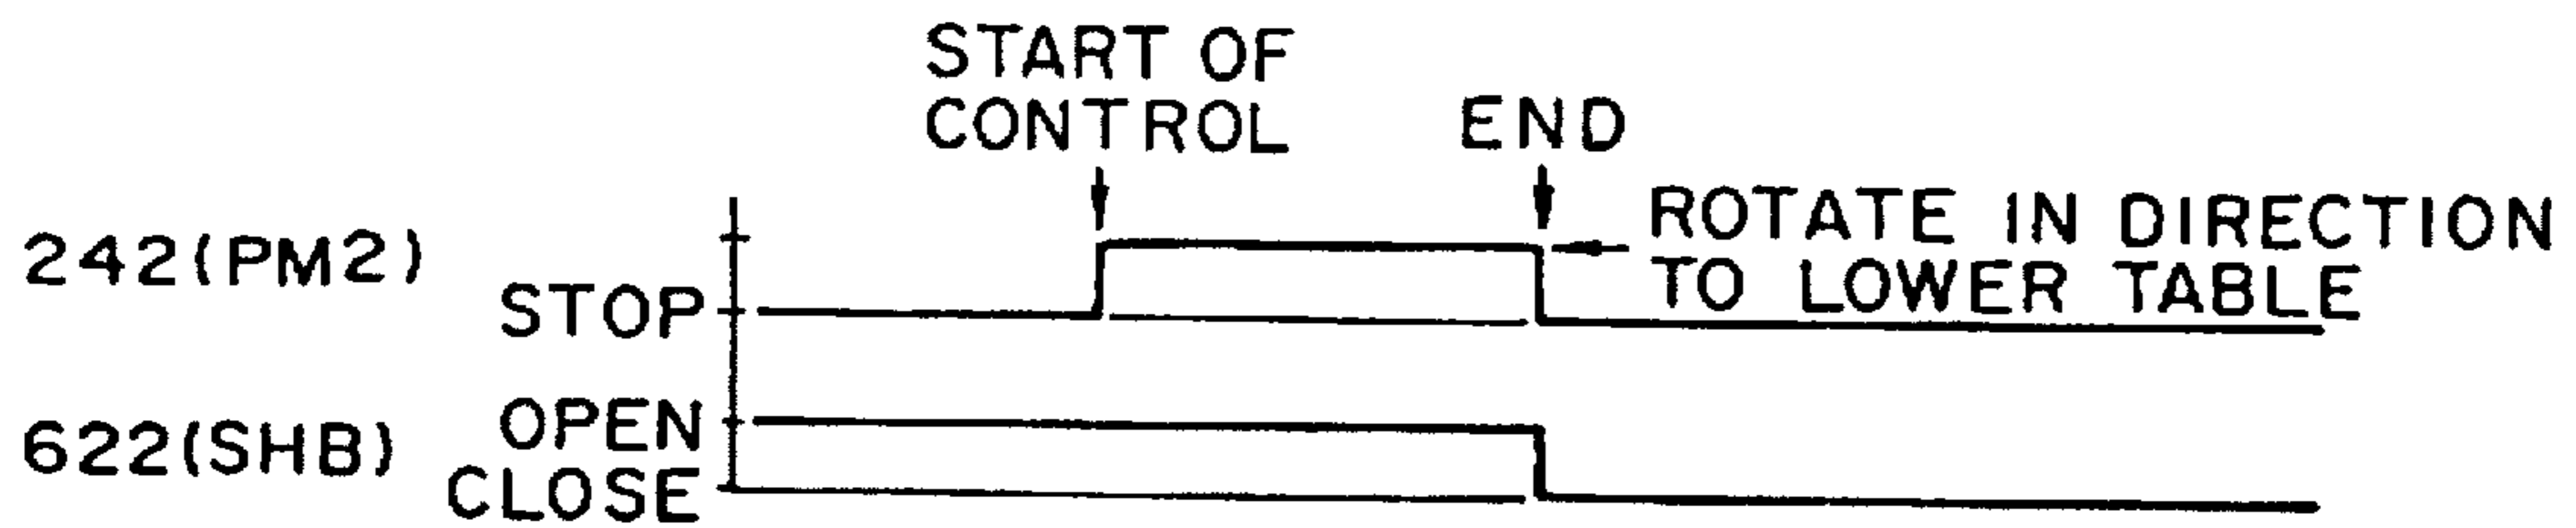 START OF
CONTROL
END
242(PM2)
STOP
ROTATE IN DIRECTION
TO LOWER TABLE
622(SHB)
OPEN
CLOSE